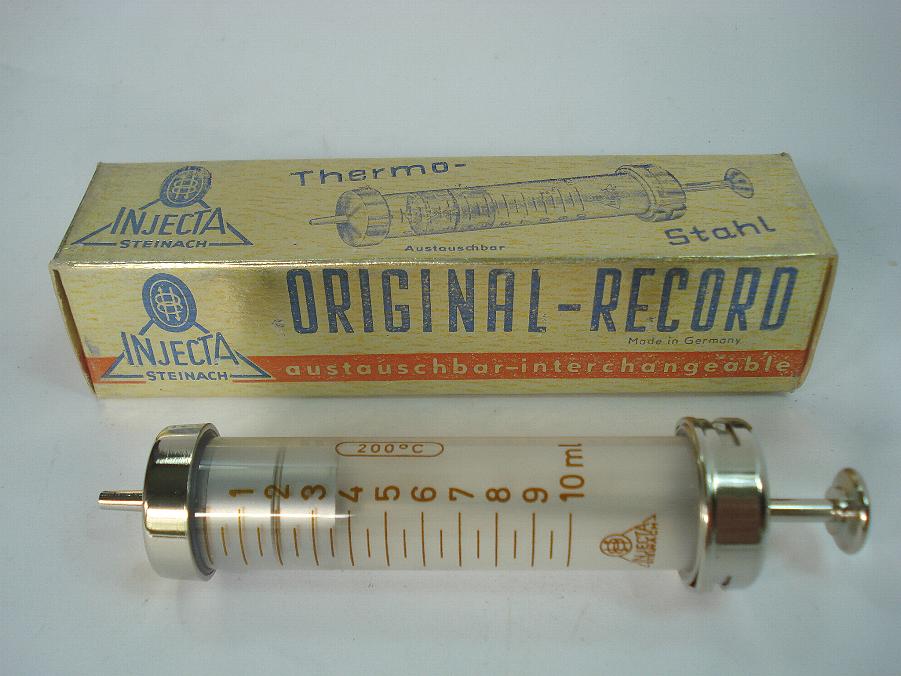 Thermo-
INJECTA
STEINACH
Austauschbar
Stahl
ORIGINAL-RECORD
Made in Germany
INJECTA
STEINACH
austauschbar-interchangeable
200°C
1 2 3 4 5 6 7 8 9 10 ml
INJECTA